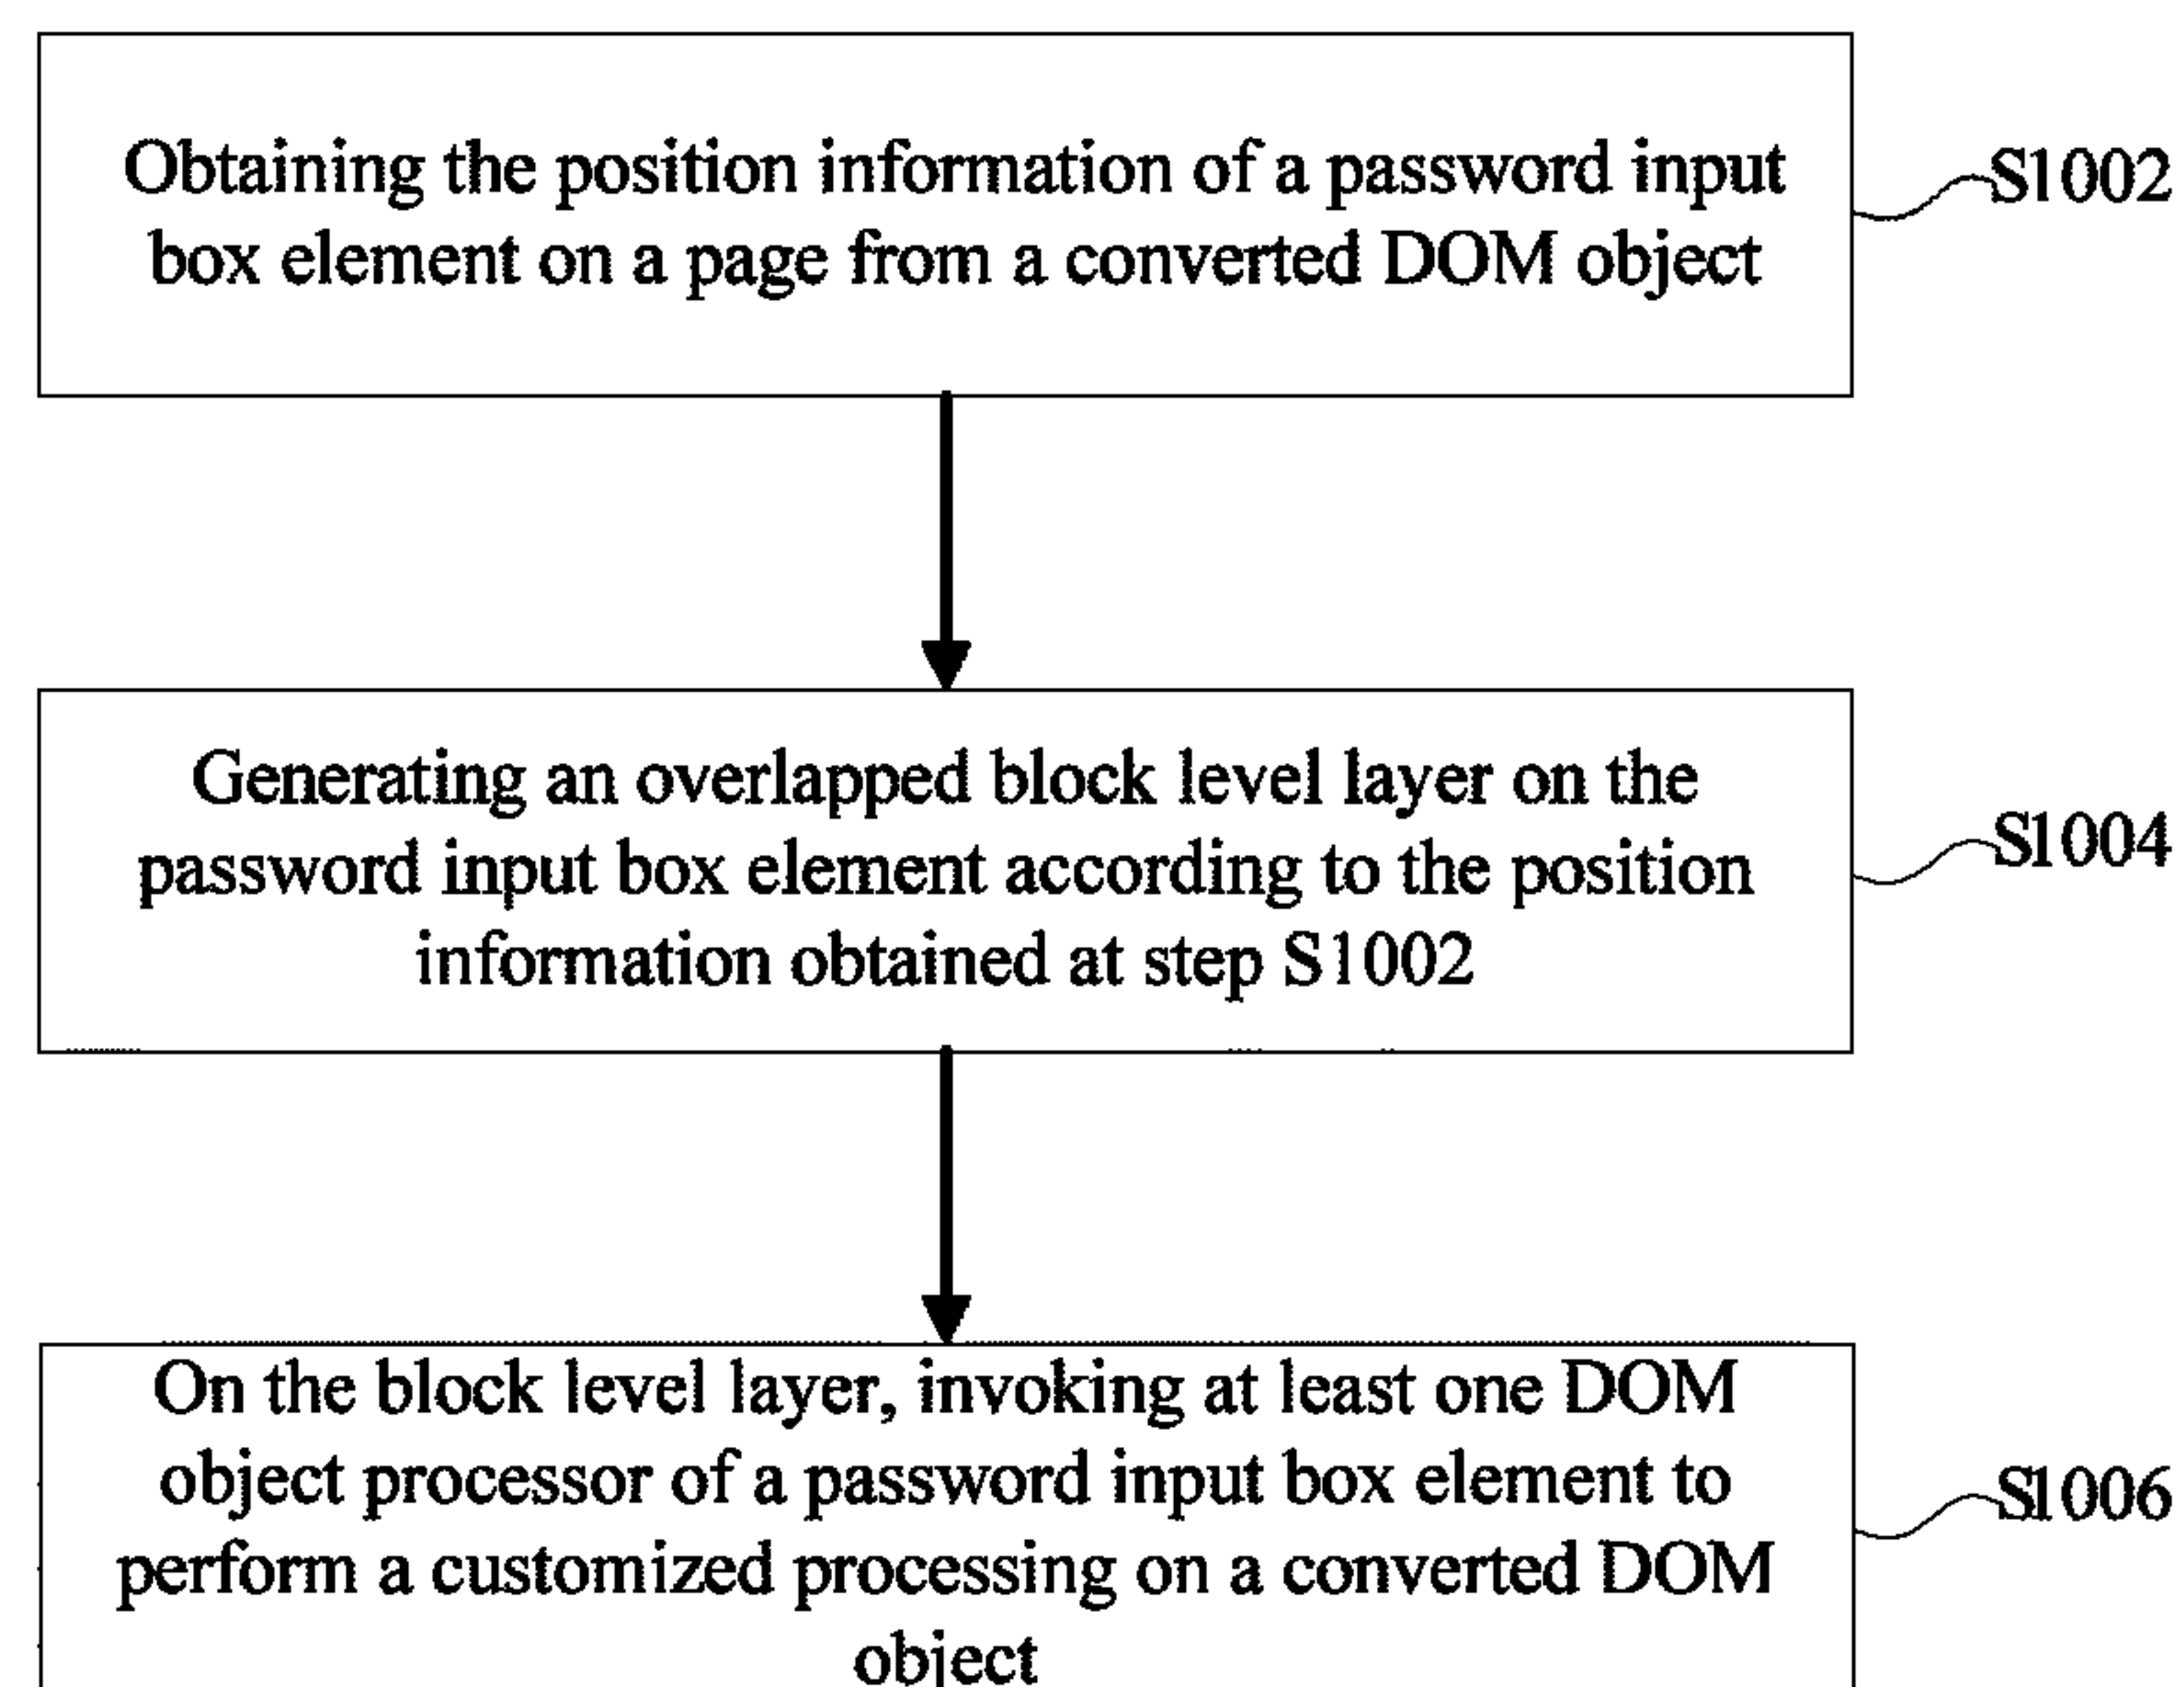 Obtaining the position information of a password input
box element on a page from a converted DOM object
S1002
Generating an overlapped block level layer on the
password input box element according to the position
information obtained at step S1002
S1004
On the block level layer, invoking at least one DOM
object processor of a password input box element to
perform a customized processing on a converted DOM
object
S1006